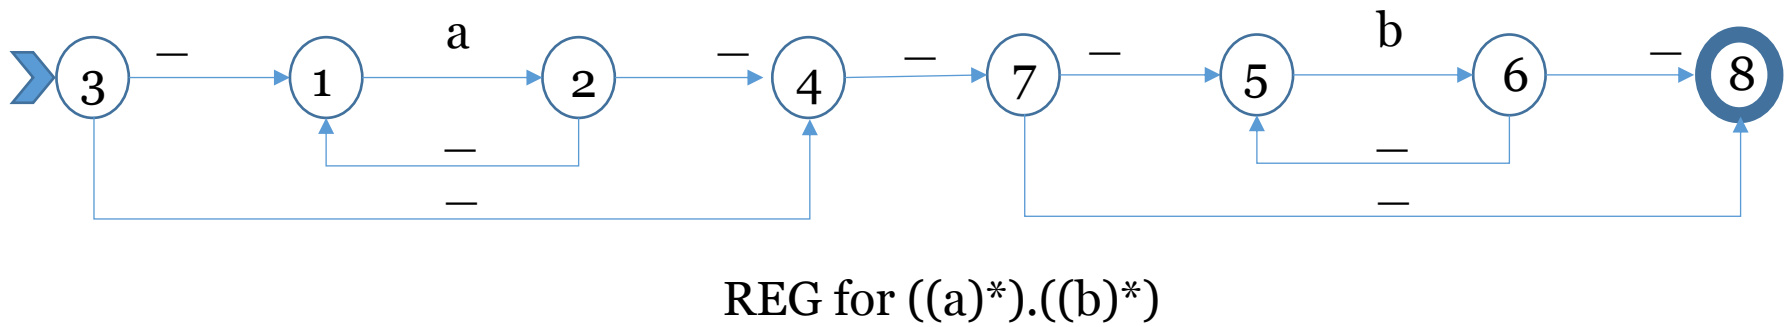 _ a _ _ _ b _
3 1 2 4 7 5 6 8
_ _
_ _
REG for ((a)*).((b)*)